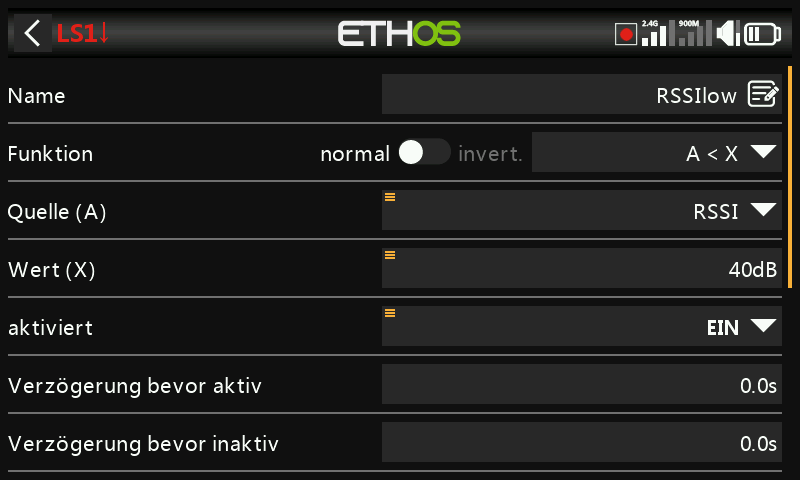 LS1↓ ETHOS 2.4G 900M
Name RSSIlow
Funktion normal invert. A < X
Quelle (A) RSSI
Wert (X) 40dB
aktiviert EIN
Verzögerung bevor aktiv 0.0s
Verzögerung bevor inaktiv 0.0s